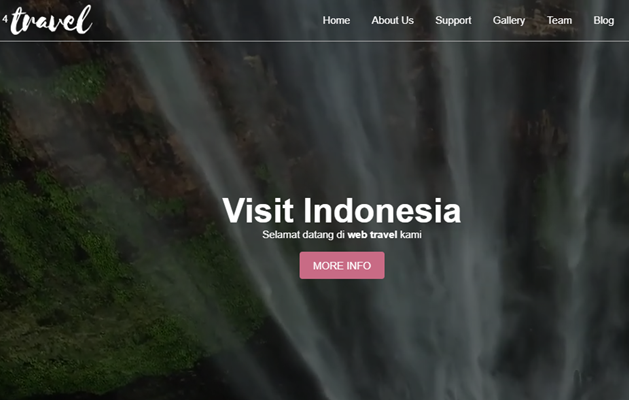 4 travel
Home About Us Support Gallery Team Blog
Visit Indonesia
Selamat datang di web travel kami
MORE INFO